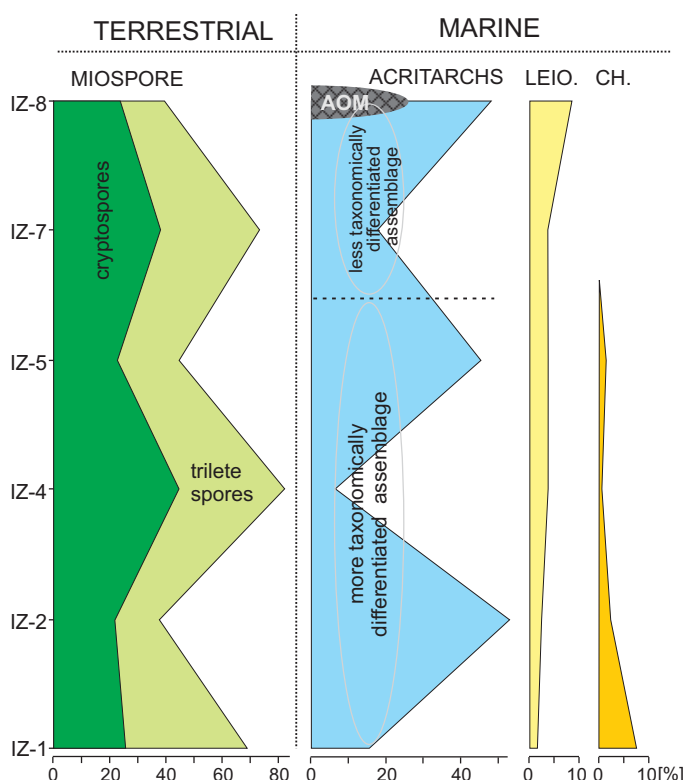 TERRESTRIAL
MARINE
MIOSPORE
ACRITARCHS
LEIO.
CH.
IZ-8
IZ-7
IZ-5
IZ-4
IZ-2
IZ-1
cryptospores
trilete
spores
AOM
less taxonomically
differentiated
assemblage
more taxonomically
differentiated assemblage
0 20 40 60 80
0 20 40
0 10
0 10[%]